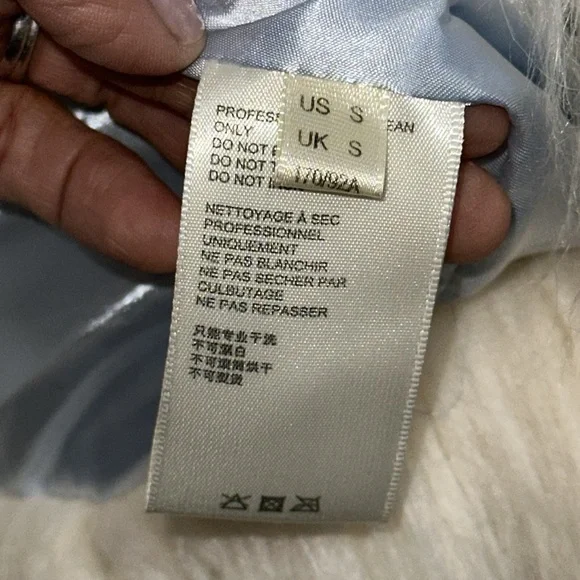 US S
UK S
170/92A
PROFESS EAN
ONLY
DO NOT
DO NOT
DO NOT
NETTOYAGE À SEC
PROFESSIONNEL
UNIQUEMENT
NE PAS BLANCHIR
NE PAS SÉCHER PAR
CULBUTAGE
NE PAS REPASSER
只能专业干洗
不可漂白
不可滚筒烘干
不可熨烫